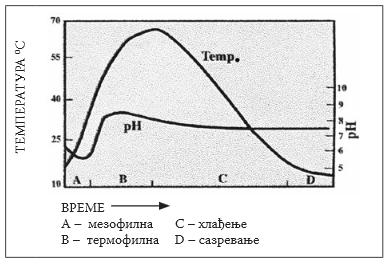 ТЕМПЕРАТУРА °C
70
55
40
25
10
Temp.
pH
10
9
8
7
6
5
pH
A
B
C
D
ВРЕМЕ
А – мезофилна C – хлађење
B – термофилна D – сазревање